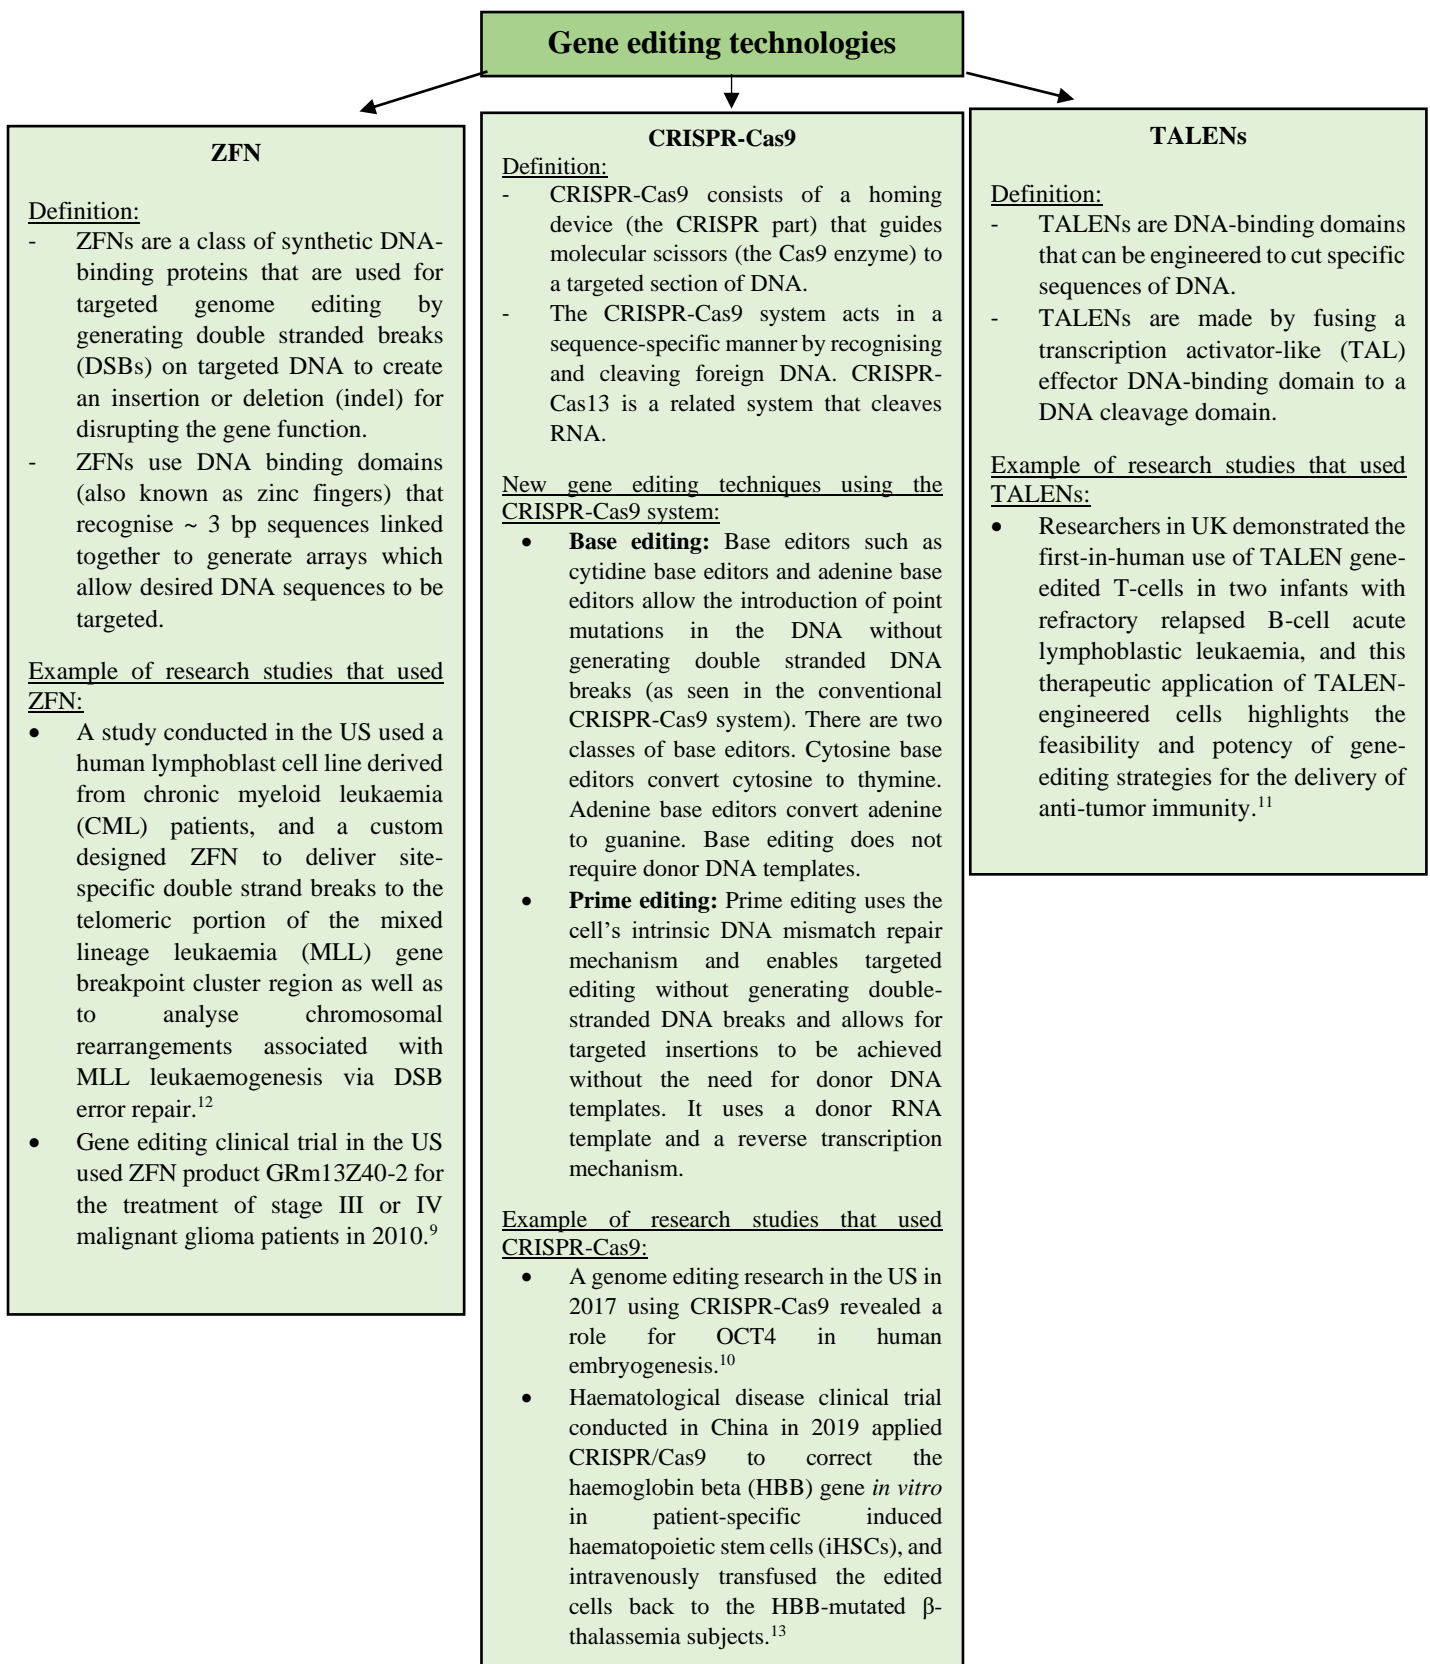 Gene editing technologies
ZFN
Definition:
- ZFNs are a class of synthetic DNA-
binding proteins that are used for
targeted genome editing by
generating double stranded breaks
(DSBs) on targeted DNA to create
an insertion or deletion (indel) for
disrupting the gene function.
- ZFNs use DNA binding domains
(also known as zinc fingers) that
recognise ~ 3 bp sequences linked
together to generate arrays which
allow desired DNA sequences to be
targeted.
Example of research studies that used
ZFN:
• A study conducted in the US used a
human lymphoblast cell line derived
from chronic myeloid leukaemia
(CML) patients, and a custom
designed ZFN to deliver site-
specific double strand breaks to the
telomeric portion of the mixed
lineage leukaemia (MLL) gene
breakpoint cluster region as well as
to analyse chromosomal
rearrangements associated with
MLL leukaemogenesis via DSB
error repair.12
• Gene editing clinical trial in the US
used ZFN product GRm13Z40-2 for
the treatment of stage III or IV
malignant glioma patients in 2010.9
CRISPR-Cas9
Definition:
- CRISPR-Cas9 consists of a homing
device (the CRISPR part) that guides
molecular scissors (the Cas9 enzyme) to
a targeted section of DNA.
- The CRISPR-Cas9 system acts in a
sequence-specific manner by recognising
and cleaving foreign DNA. CRISPR-
Cas13 is a related system that cleaves
RNA.
New gene editing techniques using the
CRISPR-Cas9 system:
• Base editing: Base editors such as
cytidine base editors and adenine base
editors allow the introduction of point
mutations in the DNA without
generating double stranded DNA
breaks (as seen in the conventional
CRISPR-Cas9 system). There are two
classes of base editors. Cytosine base
editors convert cytosine to thymine.
Adenine base editors convert adenine
to guanine. Base editing does not
require donor DNA templates.
• Prime editing: Prime editing uses the
cell’s intrinsic DNA mismatch repair
mechanism and enables targeted
editing without generating double-
stranded DNA breaks and allows for
targeted insertions to be achieved
without the need for donor DNA
templates. It uses a donor RNA
template and a reverse transcription
mechanism.
Example of research studies that used
CRISPR-Cas9:
• A genome editing research in the US in
2017 using CRISPR-Cas9 revealed a
role for OCT4 in human
embryogenesis.10
• Haematological disease clinical trial
conducted in China in 2019 applied
CRISPR/Cas9 to correct the
haemoglobin beta (HBB) gene in vitro
in patient-specific induced
haematopoietic stem cells (iHSCs), and
intravenously transfused the edited
cells back to the HBB-mutated β-
thalassemia subjects.13
TALENs
Definition:
- TALENs are DNA-binding domains
that can be engineered to cut specific
sequences of DNA.
- TALENs are made by fusing a
transcription activator-like (TAL)
effector DNA-binding domain to a
DNA cleavage domain.
Example of research studies that used
TALENs:
• Researchers in UK demonstrated the
first-in-human use of TALEN gene-
edited T-cells in two infants with
refractory relapsed B-cell acute
lymphoblastic leukaemia, and this
therapeutic application of TALEN-
engineered cells highlights the
feasibility and potency of gene-
editing strategies for the delivery of
anti-tumor immunity.11